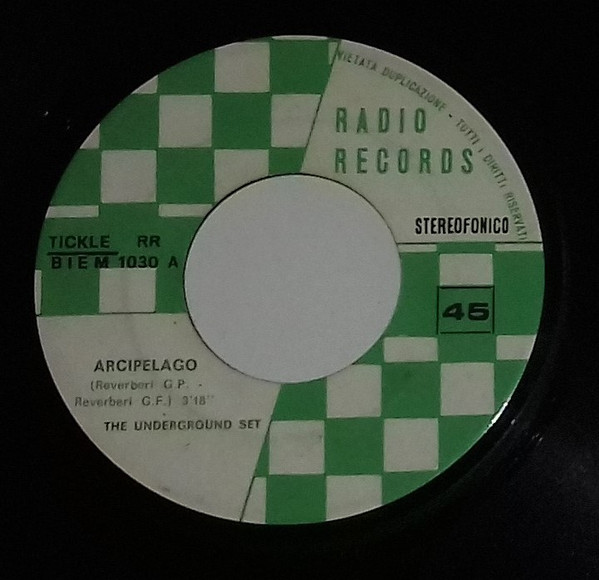 VIETATA DUPLICAZIONE - TUTTI I DIRITTI RISERVATI
RADIO
RECORDS
STEREOFONICO
TICKLE RR
BIEM 1030 A
45
ARCIPELAGO
(Reverberi G.P. -
Reverberi G.F.) 3'18"
THE UNDERGROUND SET